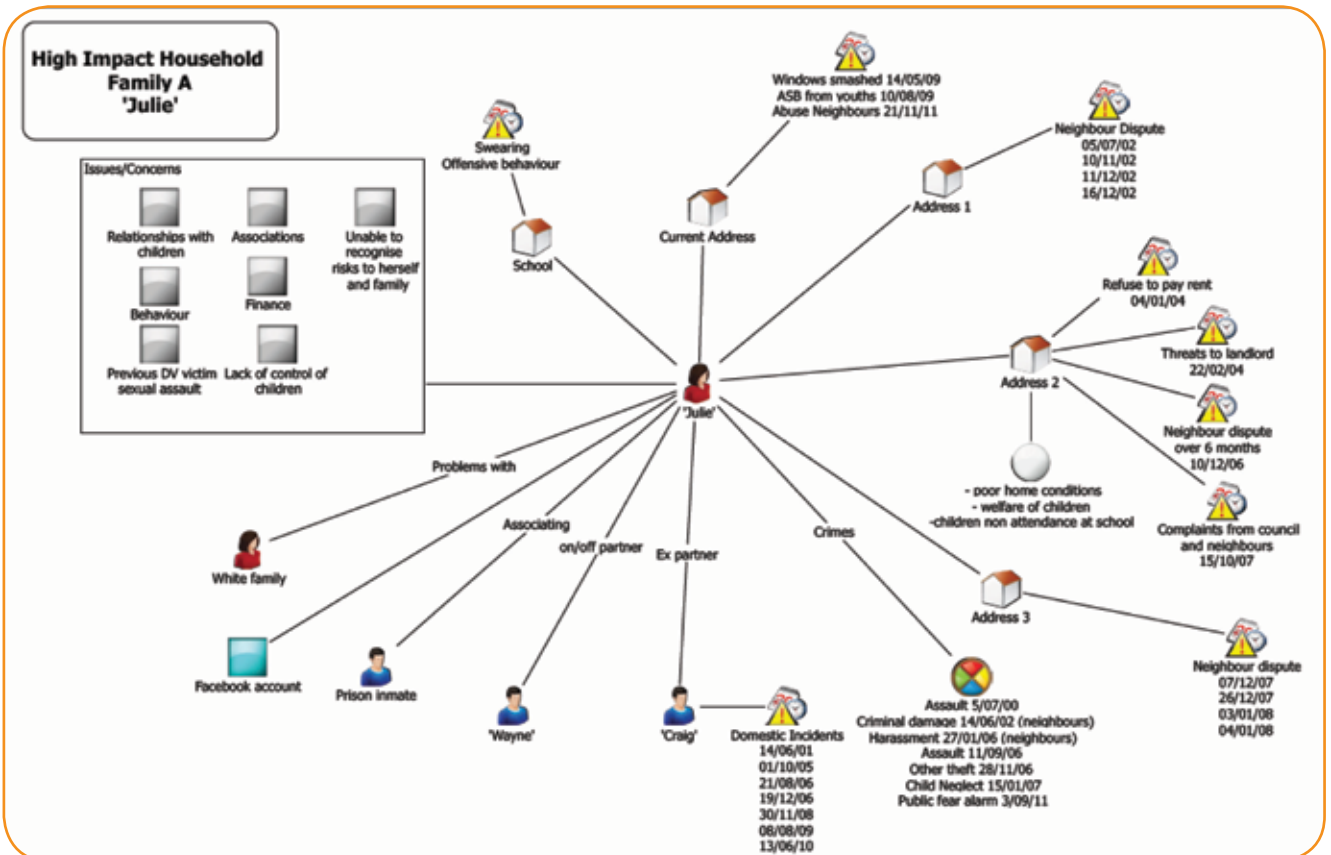 High Impact Household
Family A
'Julie'
Windows smashed 14/05/09
ASB from youths 10/08/09
Abuse Neighbours 21/11/11
Current Address
Neighbour Dispute
05/07/02
10/11/02
11/12/02
16/12/02
Address 1
Swearing
Offensive behaviour
School
Issues/Concerns
Relationships with
children
Associations
Unable to
recognise
risks to herself
and family
Behaviour
Finance
Previous DV victim
sexual assault
Lack of control of
children
Refuse to pay rent
04/01/04
Threats to landlord
22/02/04
Address 2
Neighbour dispute
over 6 months
10/12/06
- poor home conditions
- welfare of children
-children non attendance at school
Complaints from council
and neighbours
15/10/07
'Julie'
Problems with
White family
Facebook account
Associating
Prison inmate
on/off partner
'Wayne'
Ex partner
'Craig'
Domestic Incidents
14/06/01
01/10/05
21/08/06
19/12/06
30/11/08
08/08/09
13/06/10
Crimes
Assault 5/07/00
Criminal damage 14/06/02 (neighbours)
Harassment 27/01/06 (neighbours)
Assault 11/09/06
Other theft 28/11/06
Child Neglect 15/01/07
Public fear alarm 3/09/11
Address 3
Neighbour dispute
07/12/07
26/12/07
03/01/08
04/01/08